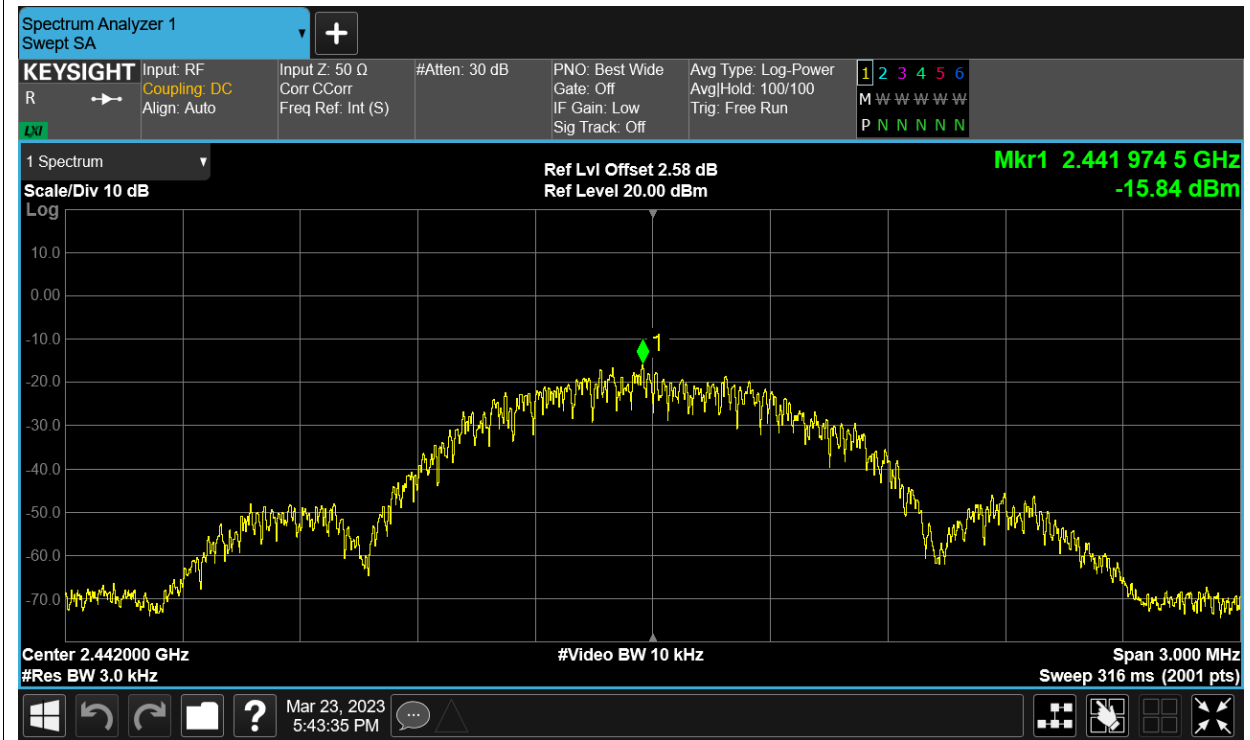 Spectrum Analyzer 1
Swept SA
KEYSIGHT
R
LXI
Input: RF
Coupling: DC
Align: Auto
Input Z: 50 Ω
Corr CCorr
Freq Ref: Int (S)
#Atten: 30 dB
PNO: Best Wide
Gate: Off
IF Gain: Low
Sig Track: Off
Avg Type: Log-Power
Avg|Hold: 100/100
Trig: Free Run
1 2 3 4 5 6
M W W W W W
P N N N N N
1 Spectrum
Scale/Div 10 dB
Log
Ref Lvl Offset 2.58 dB
Ref Level 20.00 dBm
Mkr1 2.441 974 5 GHz
-15.84 dBm
10.0
0.00
-10.0
1
-20.0
-30.0
-40.0
-50.0
-60.0
-70.0
Center 2.442000 GHz
#Video BW 10 kHz
Span 3.000 MHz
#Res BW 3.0 kHz
Sweep 316 ms (2001 pts)
?
Mar 23, 2023
5:43:35 PM